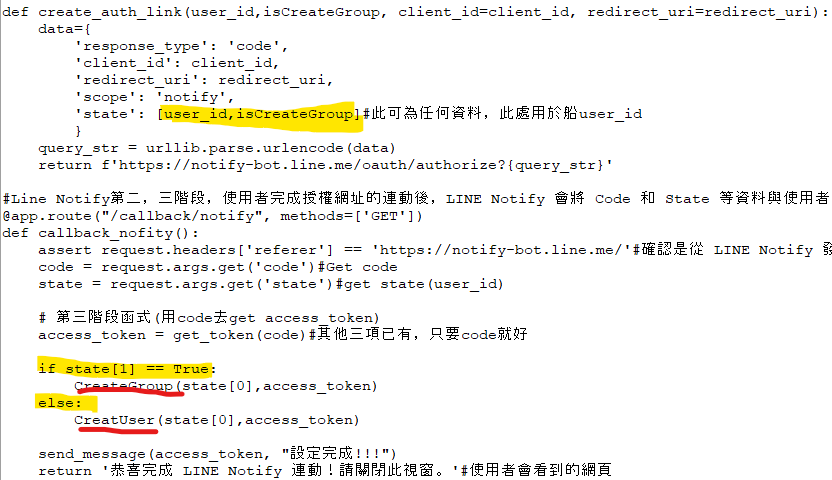 def create_auth_link(user_id,isCreateGroup, client_id=client_id, redirect_uri=redirect_uri):
    data={
        'response_type': 'code',
        'client_id': client_id,
        'redirect_uri': redirect_uri,
        'scope': 'notify',
        'state': [user_id,isCreateGroup]#此可為任何資料，此處用於船user_id
        }
    query_str = urllib.parse.urlencode(data)
    return f'https://notify-bot.line.me/oauth/authorize?{query_str}'
#Line Notify第二，三階段，使用者完成授權網址的連動後，LINE Notify 會將 Code 和 State 等資料與使用者
@app.route("/callback/notify", methods=['GET'])
def callback_nofity():
    assert request.headers['referer'] == 'https://notify-bot.line.me/'#確認是從 LINE Notify 發
    code = request.args.get('code')#Get code
    state = request.args.get('state')#get state(user_id)
    # 第三階段函式(用code去get access_token)
    access_token = get_token(code)#其他三項已有，只要code就好
    if state[1] == True:
        CreateGroup(state[0],access_token)
    else:
        CreatUser(state[0],access_token)
    send_message(access_token, "設定完成!!!")
    return '恭喜完成 LINE Notify 連動！請關閉此視窗。'#使用者會看到的網頁